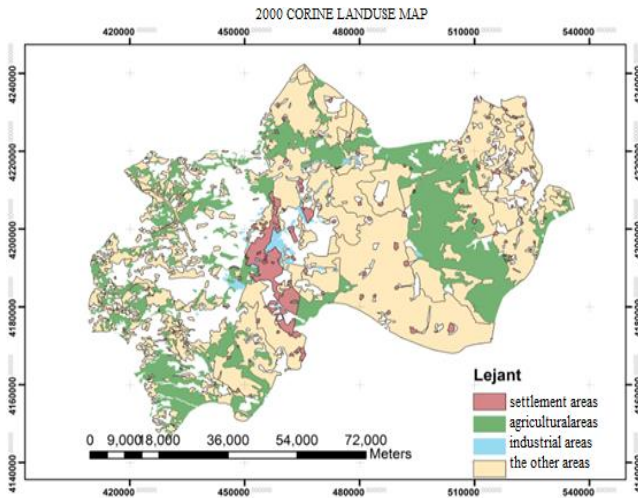 2000 CORINE LANDUSE MAP
420000 450000 480000 510000 540000
4240000 4240000
4220000 4220000
4200000 4200000
4180000 4180000
4160000 4160000
4140000 4140000
Lejant
settlement areas
agriculturalareas
industrial areas
the other areas
0 9,000 18,000 36,000 54,000 72,000
Meters
420000 450000 480000 510000 540000